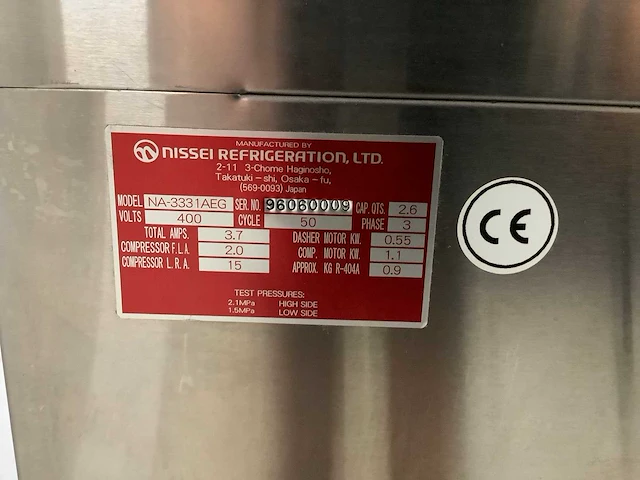 MANUFACTURED BY
NISSEI REFRIGERATION, LTD.
2-11 3-Chome Haginosho,
Takatuki-shi, Osaka-fu,
(569-0093) Japan
MODEL NA-3331AEG SER. NO. 96060009 CAP. QTS. 2.6
VOLTS 400 CYCLE 50 PHASE 3
TOTAL AMPS. 3.7 DASHER MOTOR KW. 0.55
COMPRESSOR F.L.A. 2.0 COMP. MOTOR KW. 1.1
COMPRESSOR L.R.A. 15 APPROX. KG R-404A 0.9
TEST PRESSURES:
2.1MPa HIGH SIDE
1.5MPa LOW SIDE
CE